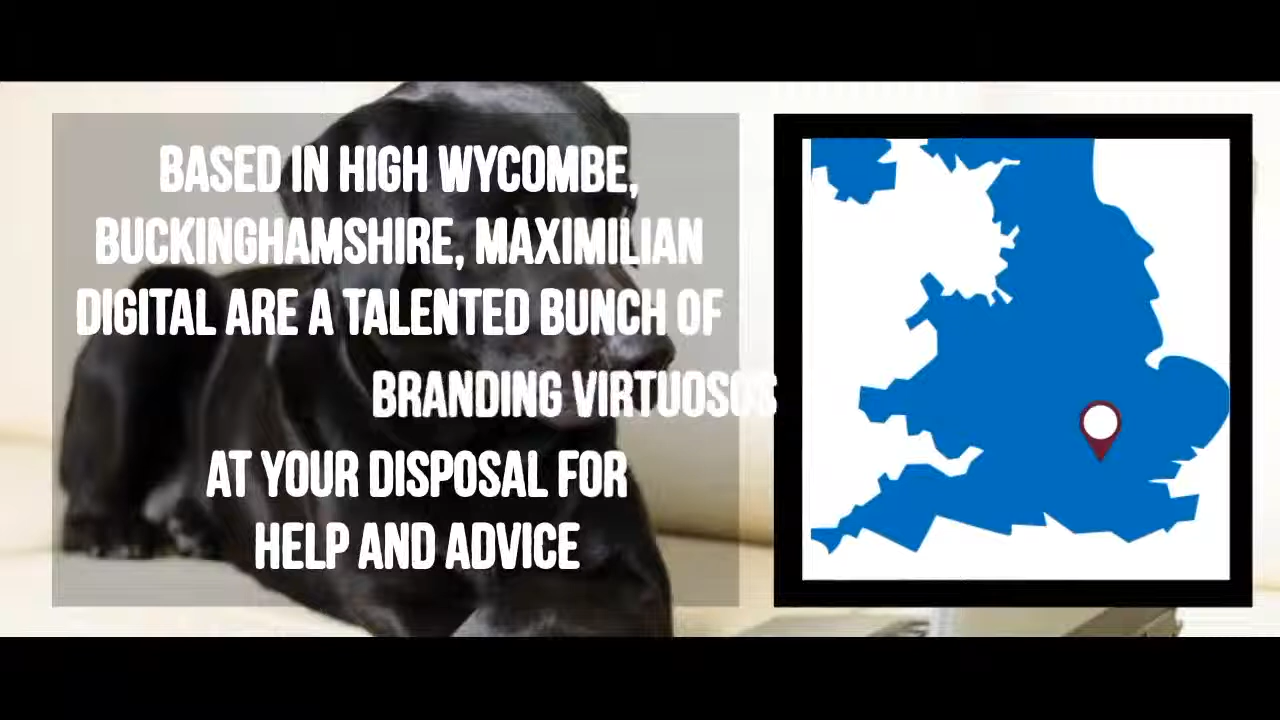 BASED IN HIGH WYCOMBE,
BUCKINGHAMSHIRE, MAXIMILIAN
DIGITAL ARE A TALENTED BUNCH OF
BRANDING VIRTUOSOS
AT YOUR DISPOSAL FOR
HELP AND ADVICE